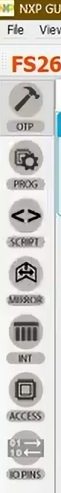 NXP GU
File View
FS26
OTP
PROG
SCRIPT
MIRROR
INT
ACCESS
01 10
IO PINS